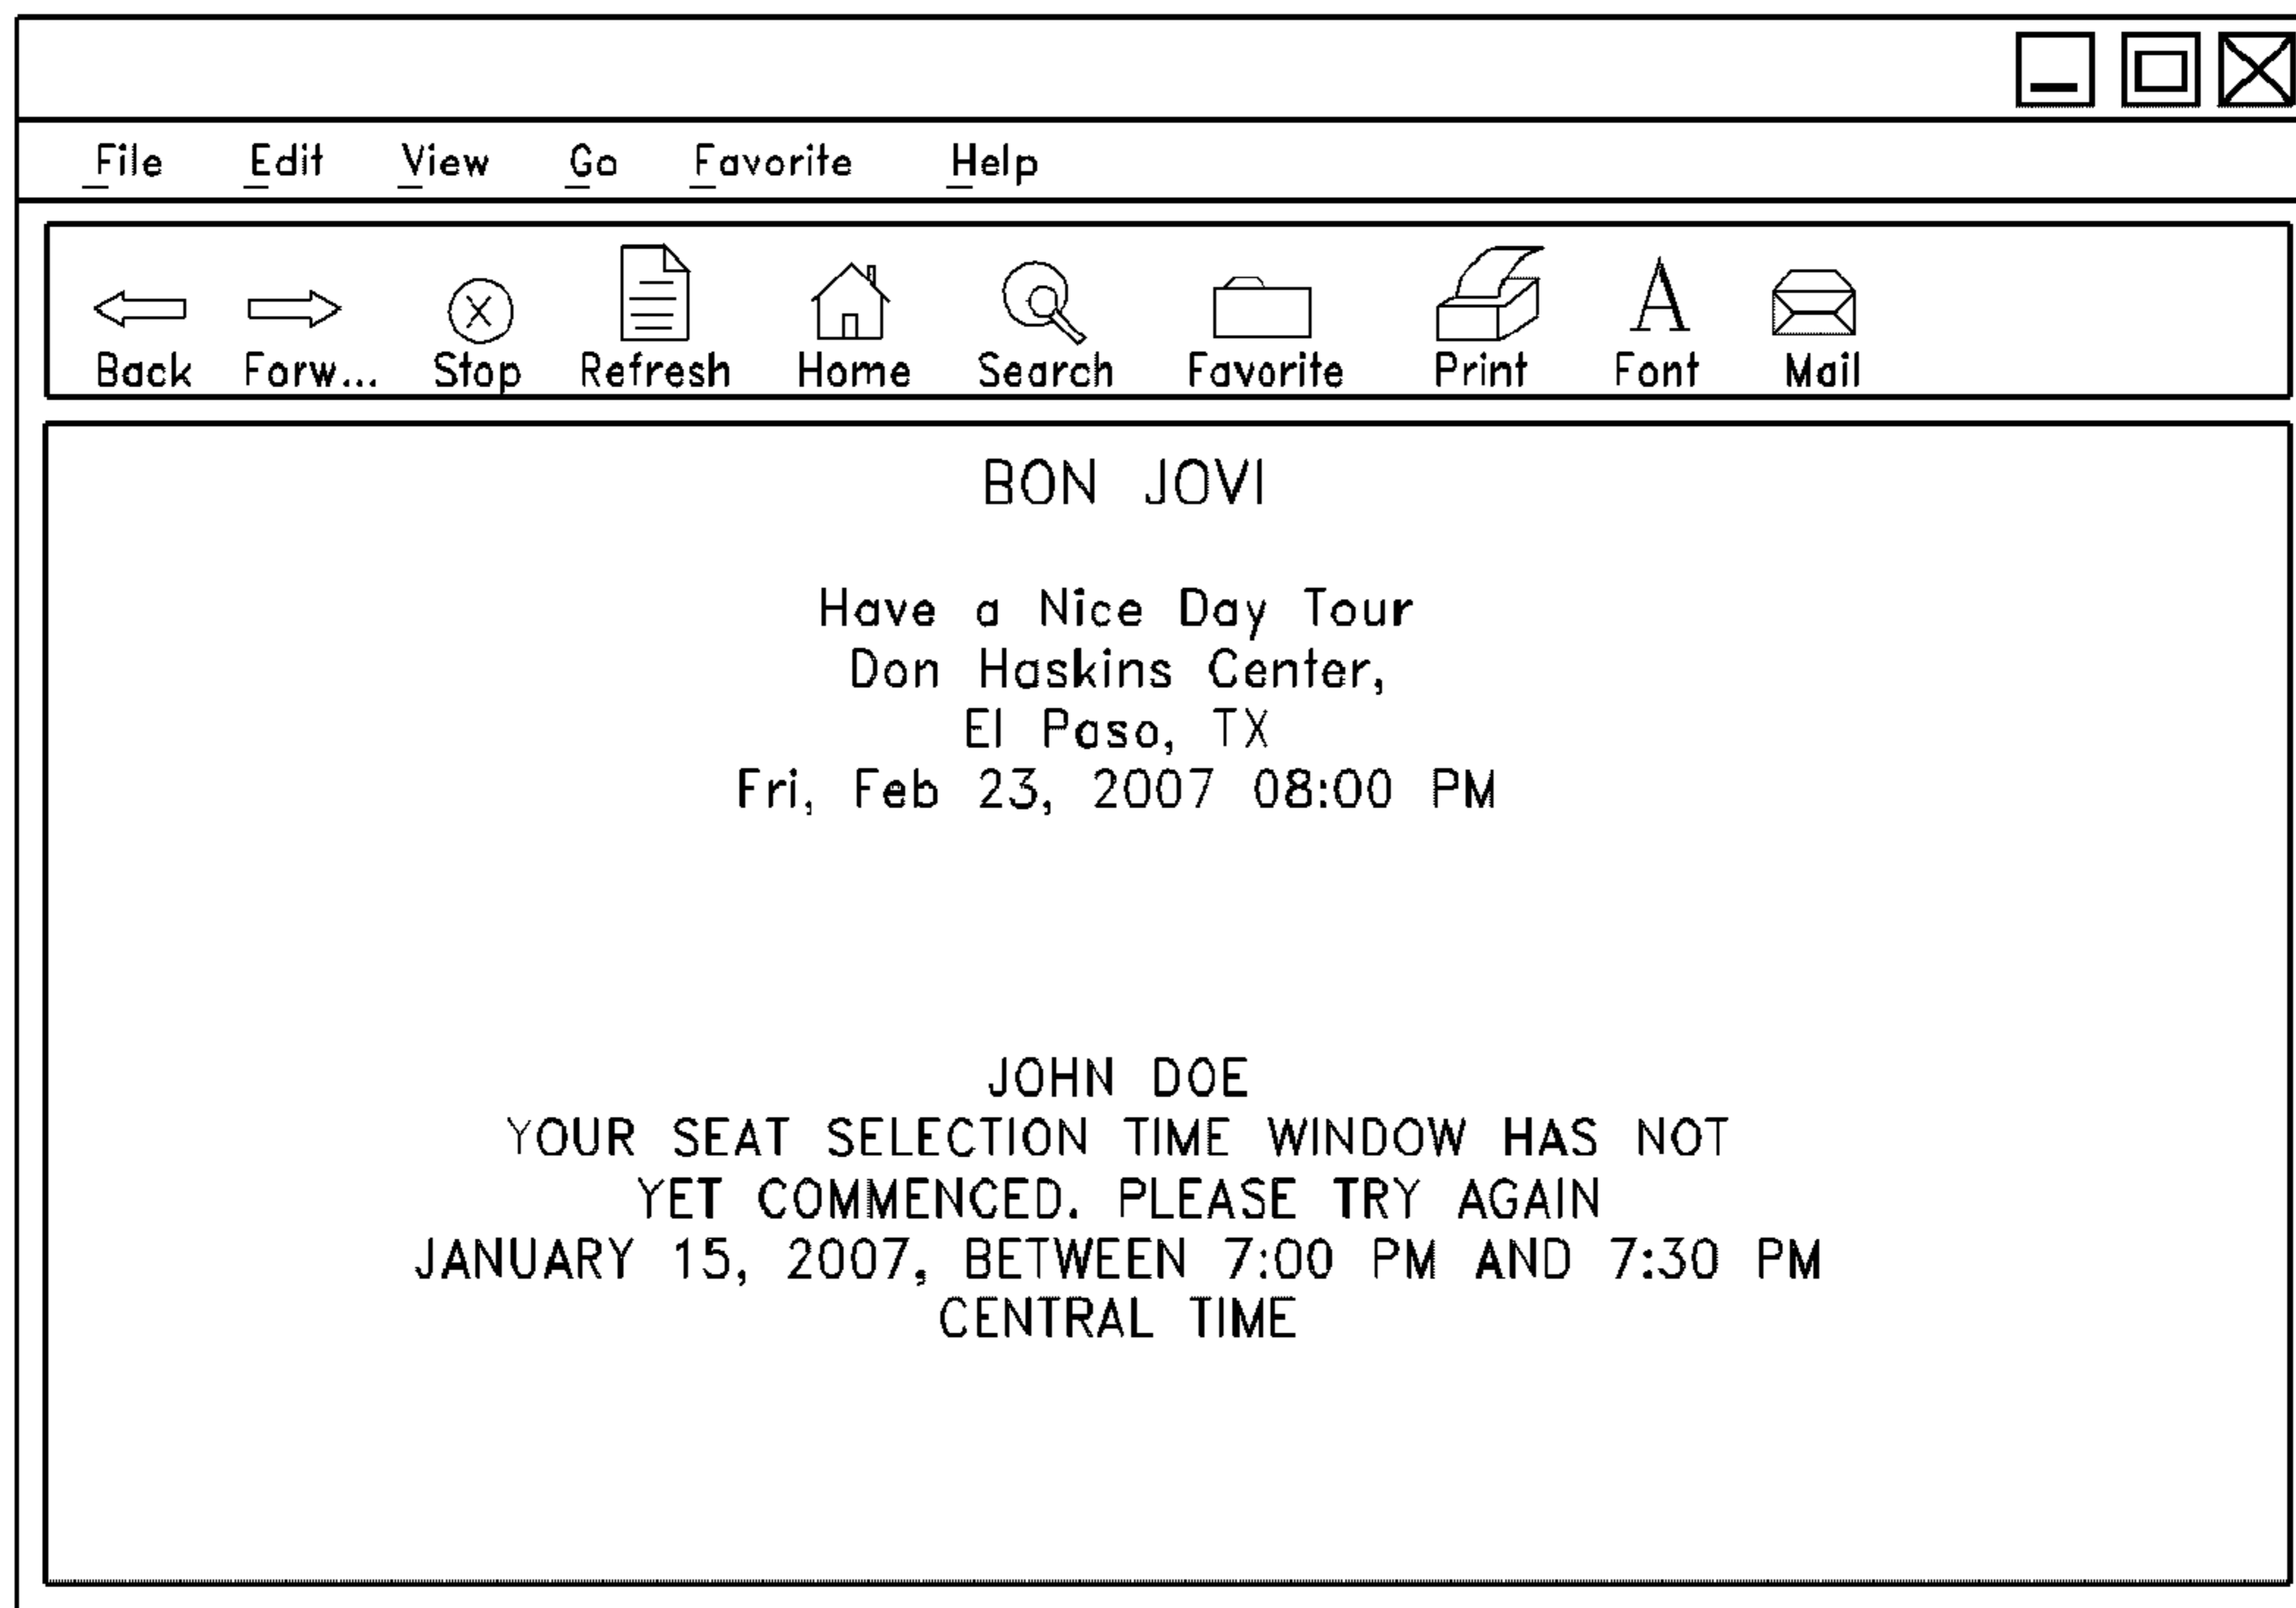 File Edit View Go Favorite Help
Back Forw... Stop Refresh Home Search Favorite Print Font Mail
BON JOVI
Have a Nice Day Tour
Don Haskins Center,
El Paso, TX
Fri, Feb 23, 2007 08:00 PM
JOHN DOE
YOUR SEAT SELECTION TIME WINDOW HAS NOT
YET COMMENCED. PLEASE TRY AGAIN
JANUARY 15, 2007, BETWEEN 7:00 PM AND 7:30 PM
CENTRAL TIME